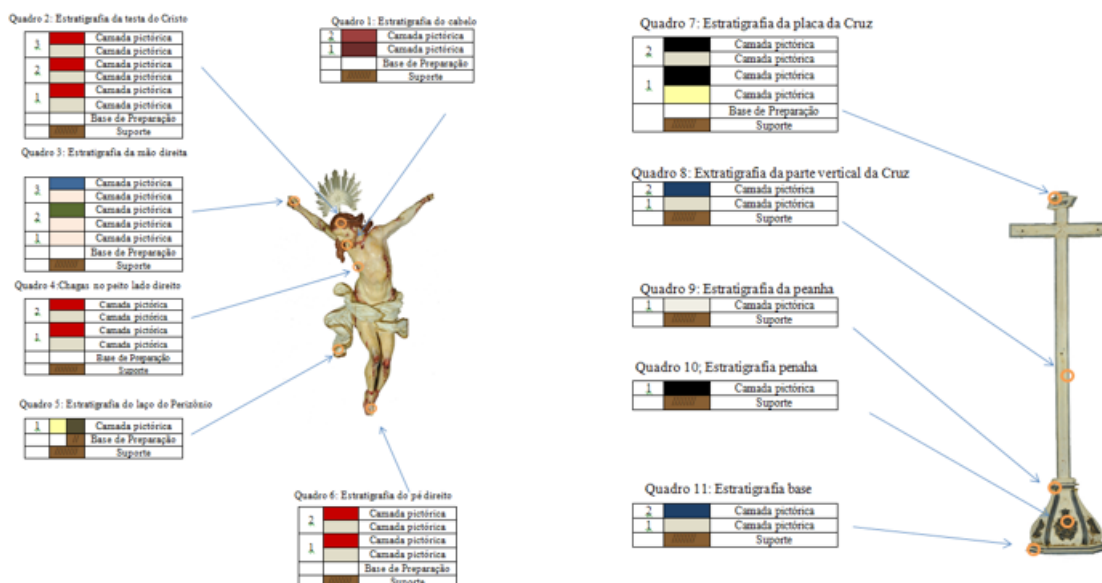 Quadro 2: Estratigrafia da testa do Cristo
3 Camada pictórica
Camada pictórica
2 Camada pictórica
Camada pictórica
1 Camada pictórica
Camada pictórica
Base de Preparação
Suporte
Quadro 1: Estratigrafia do cabelo
2 Camada pictórica
1 Camada pictórica
Base de Preparação
Suporte
Quadro 3: Estratigrafia da mão direita
3 Camada pictórica
Camada pictórica
2 Camada pictórica
Camada pictórica
1 Camada pictórica
Base de Preparação
Suporte
Quadro 4:Chagas no peito lado direito
2 Camada pictórica
Camada pictórica
1 Camada pictórica
Camada pictórica
Base de Preparação
Suporte
Quadro 5: Estratigrafia do laço do Perizônio
1 Camada pictórica
Base de Preparação
Suporte
Quadro 6: Estratigrafia do pé direito
2 Camada pictórica
Camada pictórica
1 Camada pictórica
Camada pictórica
Base de Preparação
Suporte
Quadro 7: Estratigrafia da placa da Cruz
2 Camada pictórica
Camada pictórica
1 Camada pictórica
Camada pictórica
Base de Preparação
Suporte
Quadro 8: Extratigrafia da parte vertical da Cruz
2 Camada pictórica
1 Camada pictórica
Suporte
Quadro 9: Estratigrafia da peanha
1 Camada pictórica
Suporte
Quadro 10; Estratigrafia penaha
1 Camada pictórica
Suporte
Quadro 11: Estratigrafia base
2 Camada pictórica
1 Camada pictórica
Suporte